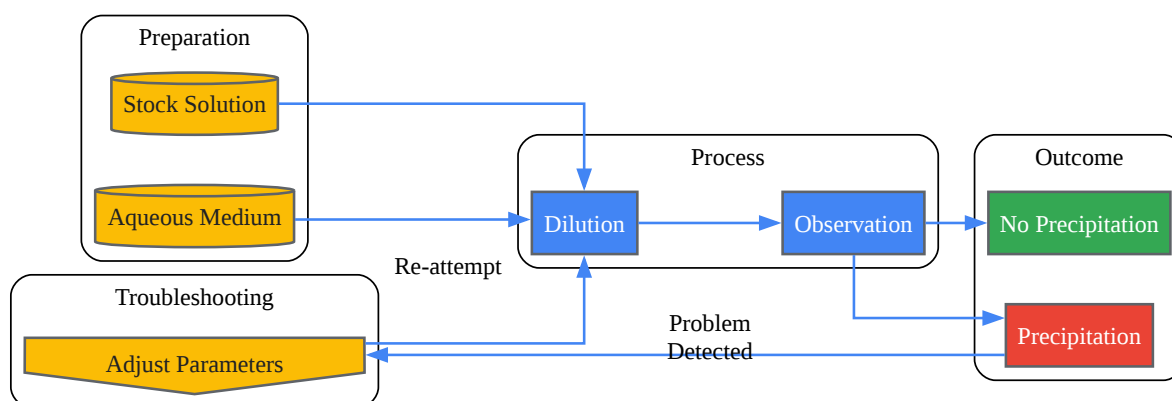 Preparation
Stock Solution
Aqueous Medium
Process
Dilution
Observation
Outcome
No Precipitation
Precipitation
Re-attempt
Problem
Detected
Troubleshooting
Adjust Parameters